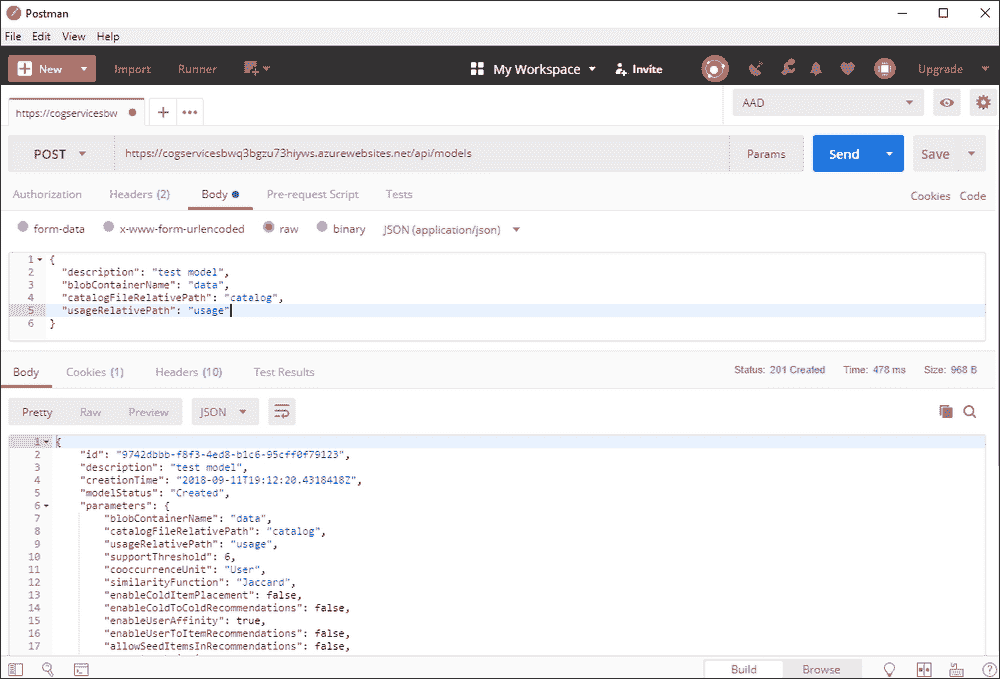 Postman
File Edit View Help
New Import Runner My Workspace Invite Upgrade
https://cogservicesbw AAD
POST https://cogservicesbwq3bgzu73hiyws.azurewebsites.net/api/models Params Send Save
Authorization Headers (2) Body Pre-request Script Tests Cookies Code
form-data x-www-form-urlencoded raw binary JSON (application/json)
1 {
2 "description": "test model",
3 "blobContainerName": "data",
4 "catalogFileRelativePath": "catalog",
5 "usageRelativePath": "usage"
6 }
Body Cookies (1) Headers (10) Test Results Status: 201 Created Time: 478 ms Size: 968 B
Pretty Raw Preview JSON
1 {
2 "id": "9742dbbb-f8f3-4ed8-b1c6-95cff0f79123",
3 "description": "test model",
4 "creationTime": "2018-09-11T19:12:20.4318418Z",
5 "modelStatus": "Created",
6 "parameters": {
7 "blobContainerName": "data",
8 "catalogFileRelativePath": "catalog",
9 "usageRelativePath": "usage",
10 "supportThreshold": 6,
11 "cooccurrenceUnit": "User",
12 "similarityFunction": "Jaccard",
13 "enableColdItemPlacement": false,
14 "enableColdToColdRecommendations": false,
15 "enableUserAffinity": true,
16 "enableUserToItemRecommendations": false,
17 "allowSeedItemsInRecommendations": false,
Build Browse